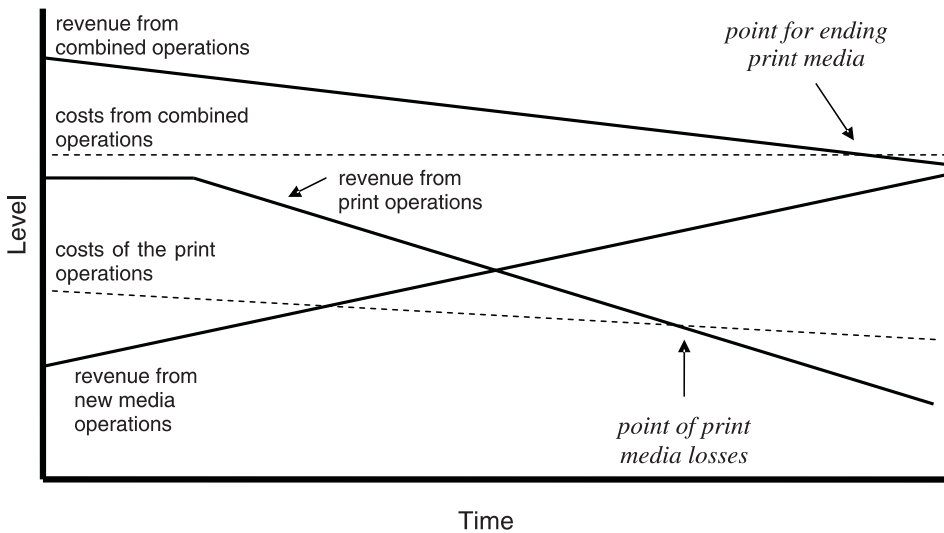 revenue from
combined operations
point for ending
print media
costs from combined
operations
revenue from
print operations
Level
costs of the print
operations
revenue from
new media
operations
point of print
media losses
Time